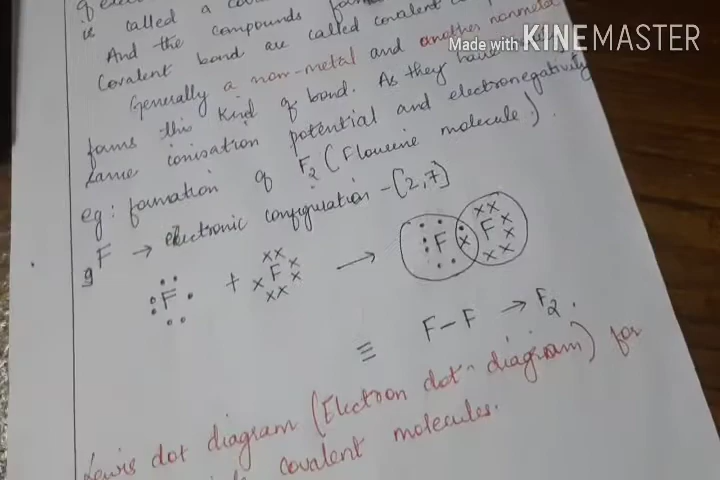 is called a
And the compounds
Made with KINEMASTER
Covalent bond are called covalent
Generally a non-metal and another nonmetal
forms this kind of bond. As they have
same ionisation potential and electronegativity
eg: formation of F2 (Flourine molecule).
9F → electronic configuration - (2,7)
F + F → F F
≡ F-F → F2.
Lewis dot diagram (Electron dot-diagram) for
covalent molecules.